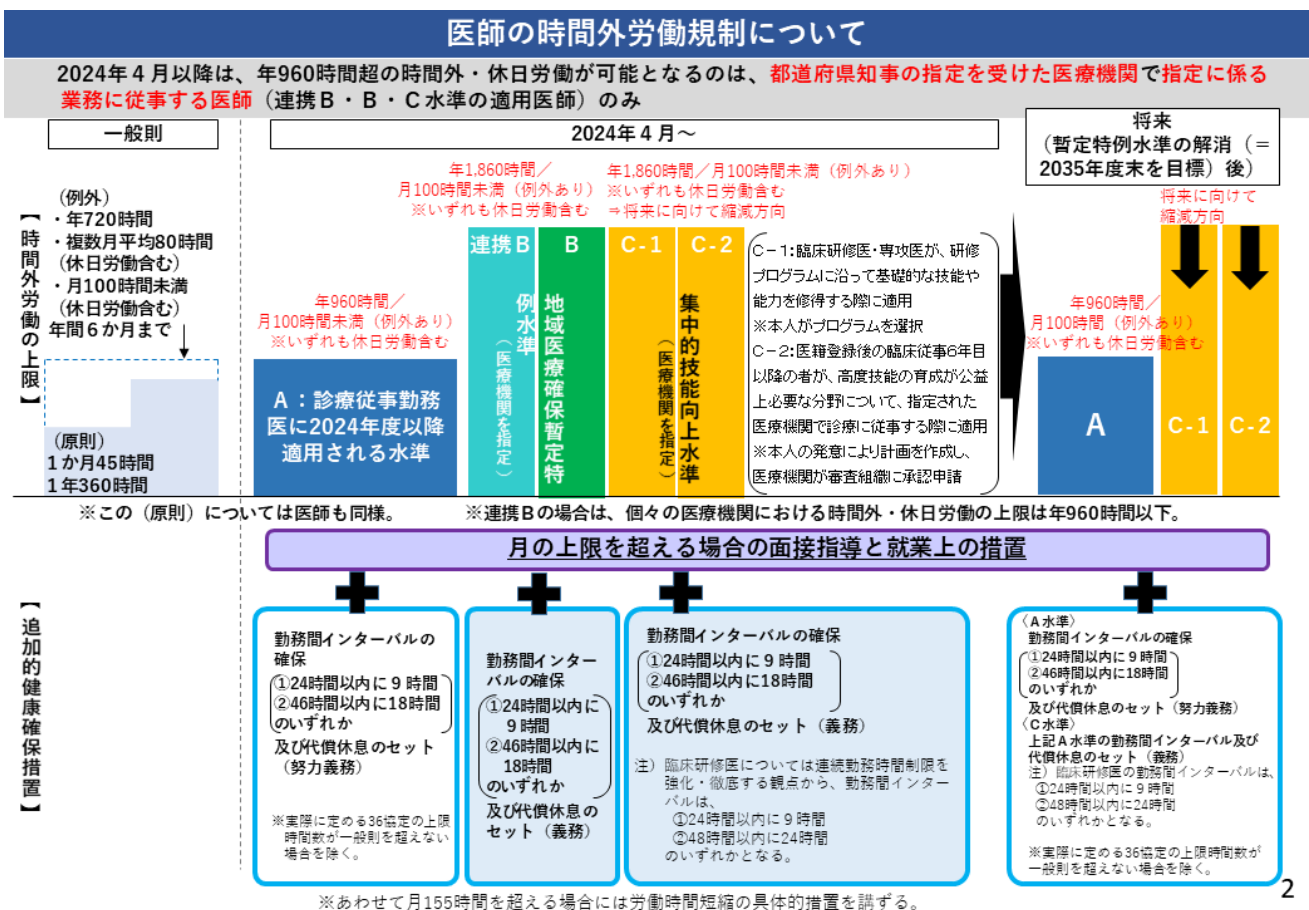 医師の時間外労働規制について
2024年４月以降は、年960時間超の時間外・休日労働が可能となるのは、都道府県知事の指定を受けた医療機関で指定に係る
業務に従事する医師（連携Ｂ・Ｂ・Ｃ水準の適用医師）のみ
一般則
2024年４月～
将来
（暫定特例水準の解消（＝
2035年度末を目標）後）
【時間外労働の上限】
（例外）
・年720時間
・複数月平均80時間
（休日労働含む）
・月100時間未満
（休日労働含む）
年間６か月まで
（原則）
１か月45時間
１年360時間
年960時間／
月100時間未満（例外あり）
※いずれも休日労働含む
Ａ：診療従事勤務
医に2024年度以降
適用される水準
年1,860時間／
月100時間未満（例外あり）
※いずれも休日労働含む
連携Ｂ
Ｂ
地域医療確保暫定特
例水準
（医療機関を指定）
年1,860時間／月100時間未満（例外あり）
※いずれも休日労働含む
⇒将来に向けて縮減方向
Ｃ-１
Ｃ-２
集中的技能向上水準
（医療機関を指定）
Ｃ－１：臨床研修医・専攻医が、研修
プログラムに沿って基礎的な技能や
能力を修得する際に適用
※本人がプログラムを選択
Ｃ－２：医籍登録後の臨床従事6年目
以降の者が、高度技能の育成が公益
上必要な分野について、指定された
医療機関で診療に従事する際に適用
※本人の発意により計画を作成し、
医療機関が審査組織に承認申請
将来に向けて
縮減方向
年960時間／
月100時間（例外あり）
※いずれも休日労働含む
Ａ
Ｃ-１
Ｃ-２
※この（原則）については医師も同様。
※連携Ｂの場合は、個々の医療機関における時間外・休日労働の上限は年960時間以下。
月の上限を超える場合の面接指導と就業上の措置
【追加的健康確保措置】
勤務間インターバルの
確保
①24時間以内に９時間
②46時間以内に18時間
のいずれか
及び代償休息のセット
（努力義務）
※実際に定める36協定の上限
時間数が一般則を超えない
場合を除く。
勤務間インター
バルの確保
①24時間以内に
９時間
②46時間以内に
18時間
のいずれか
及び代償休息の
セット（義務）
勤務間インターバルの確保
①24時間以内に９時間
②46時間以内に18時間
のいずれか
及び代償休息のセット（義務）
注）臨床研修医については連続勤務時間制限を
強化・徹底する観点から、勤務間インター
バルは、
①24時間以内に９時間
②48時間以内に24時間
のいずれかとなる。
〈Ａ水準〉
勤務間インターバルの確保
①24時間以内に９時間
②46時間以内に18時間
のいずれか
及び代償休息のセット（努力義務）
〈Ｃ水準〉
上記Ａ水準の勤務間インターバル及び
代償休息のセット（義務）
注）臨床研修医の勤務間インターバルは、
①24時間以内に９時間
②48時間以内に24時間
のいずれかとなる。
※実際に定める36協定の上限時間数が
一般則を超えない場合を除く。
※あわせて月155時間を超える場合には労働時間短縮の具体的措置を講ずる。
2